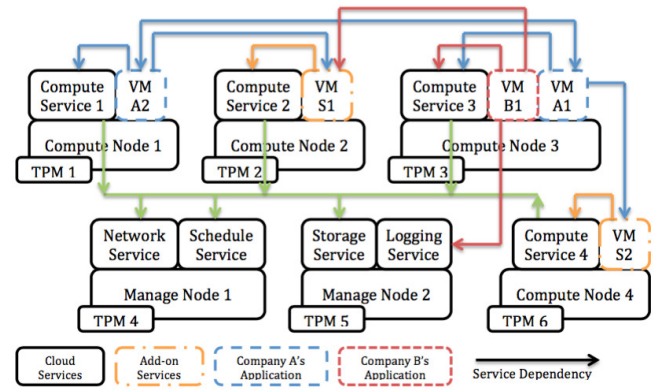 Compute
Service 1
VM
A2
Compute
Service 2
VM
S1
Compute
Service 3
VM
B1
VM
A1
Compute Node 1
Compute Node 2
Compute Node 3
TPM 1
TPM 2
TPM 3
Network
Service
Schedule
Service
Storage
Service
Logging
Service
Compute
Service 4
VM
S2
Manage Node 1
Manage Node 2
Compute Node 4
TPM 4
TPM 5
TPM 6
Cloud
Services
Add-on
Services
Company A's
Application
Company B's
Application
Service Dependency